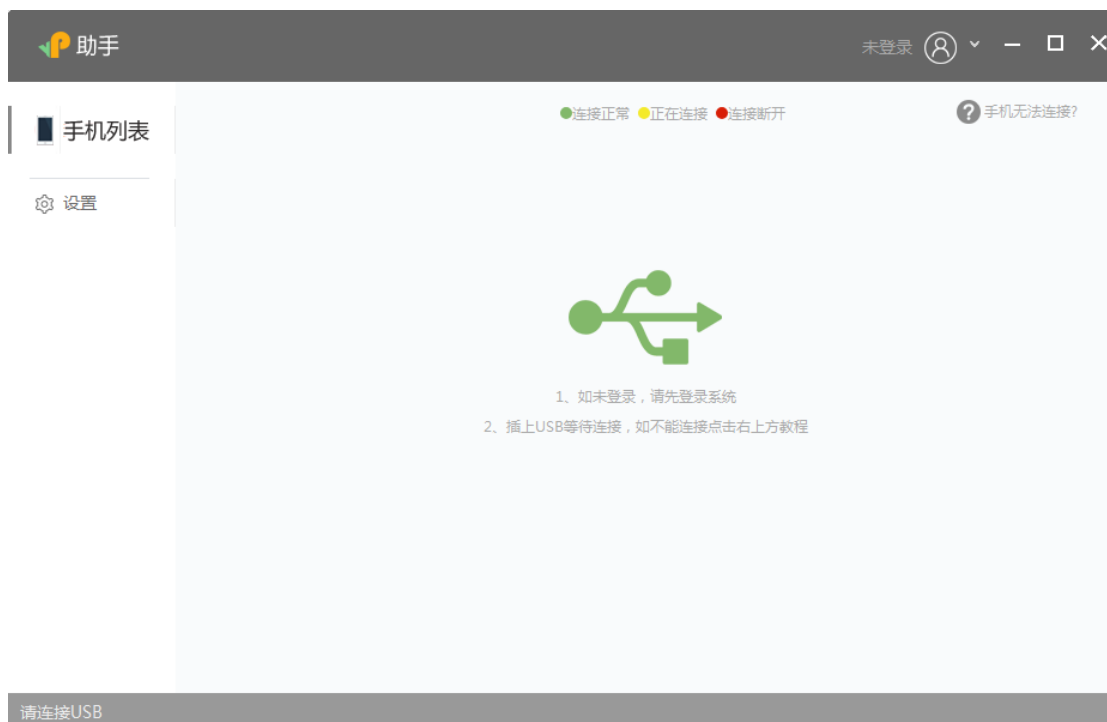 助手
未登录
手机列表
连接正常 正在连接 连接断开
手机无法连接?
设置
1、如未登录，请先登录系统
2、插上USB等待连接，如不能连接点击右上方教程
请连接USB